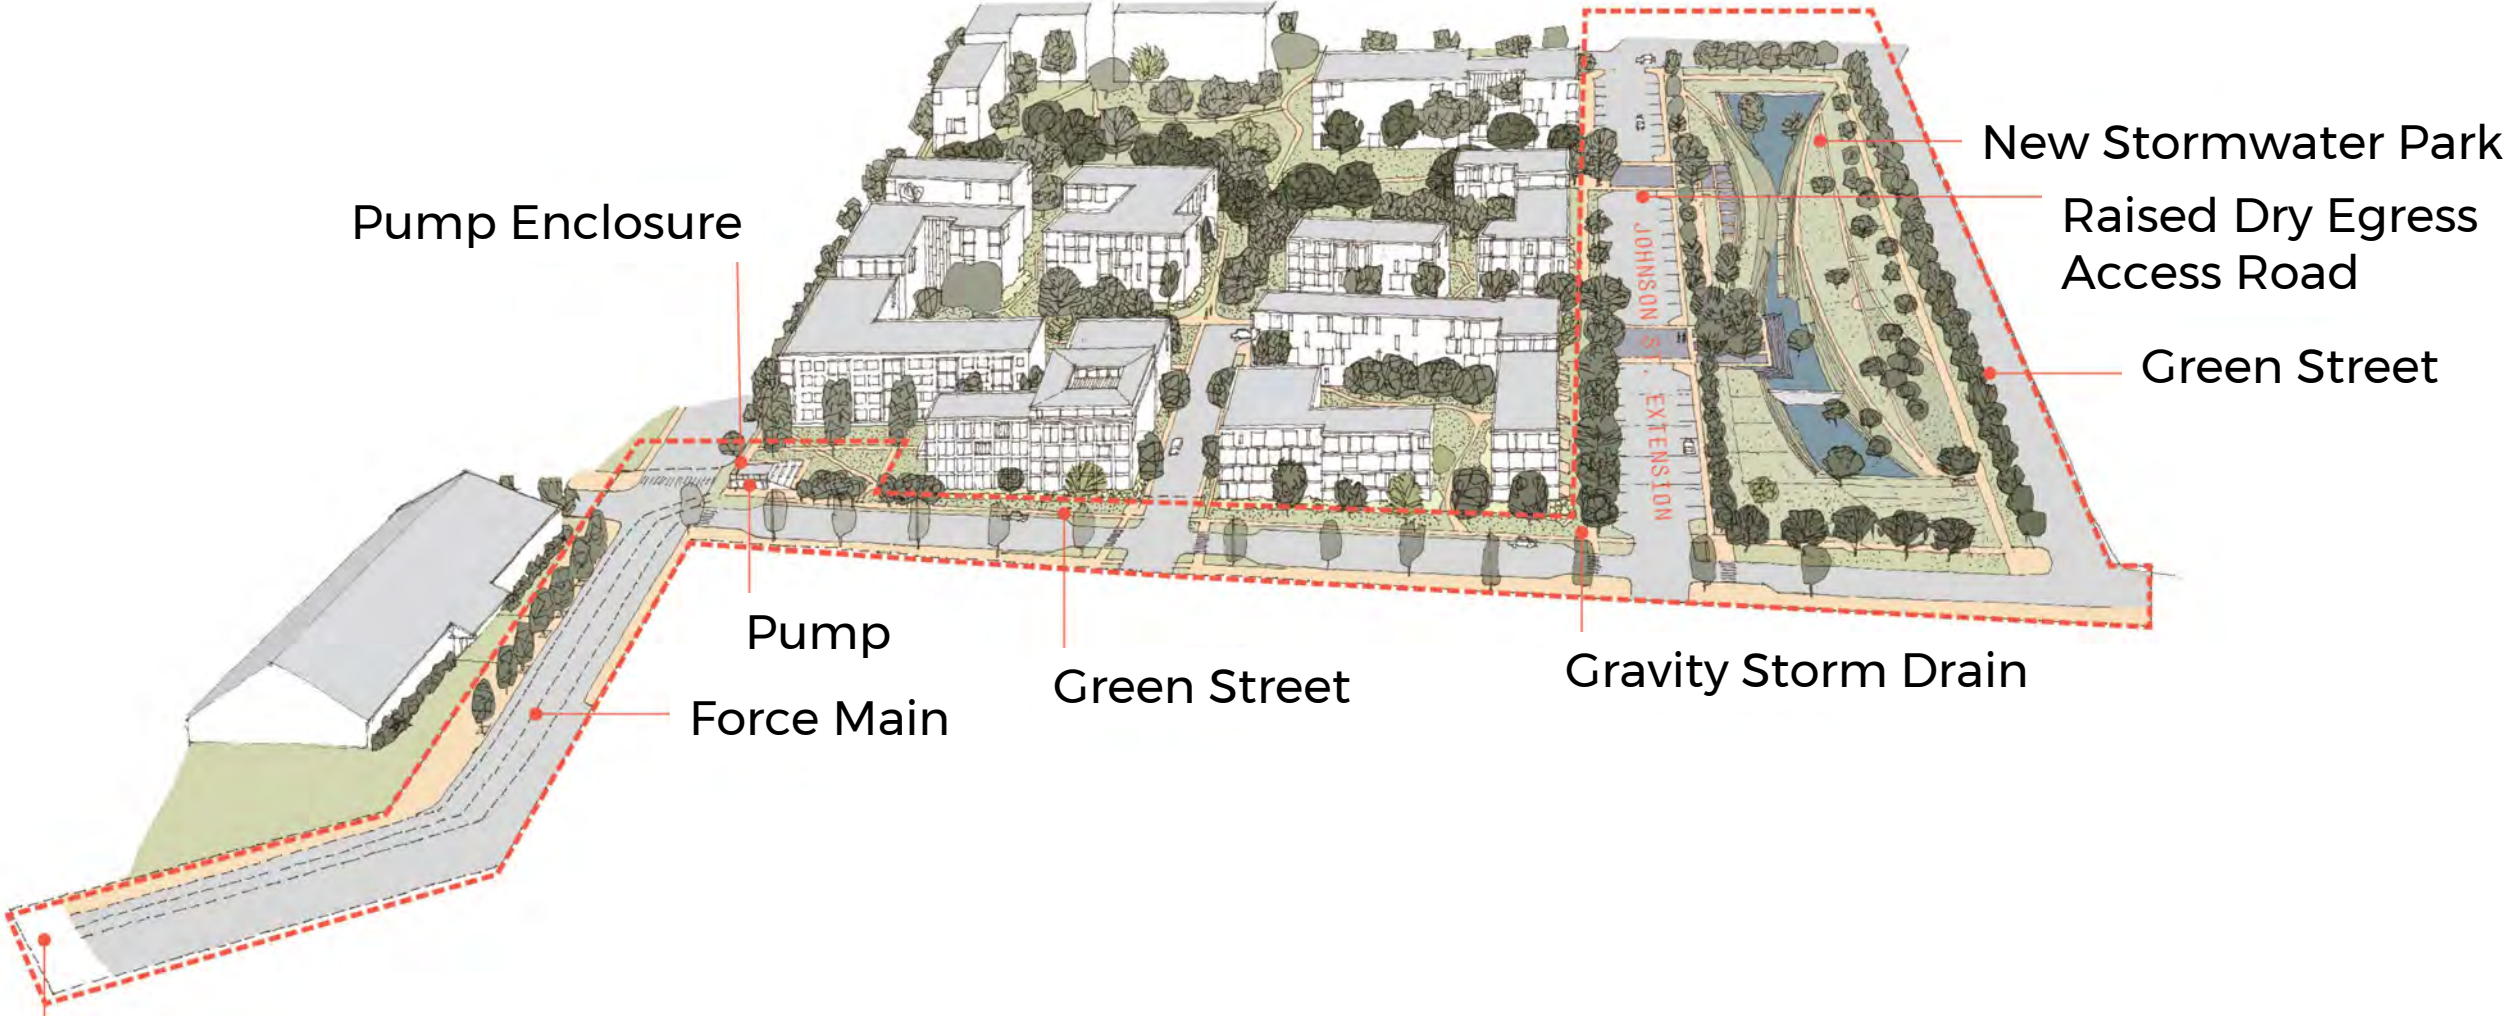 New Stormwater Park
Raised Dry Egress
Access Road
Pump Enclosure
JOHNSON ST. EXTENSION
Green Street
Pump
Green Street
Gravity Storm Drain
Force Main